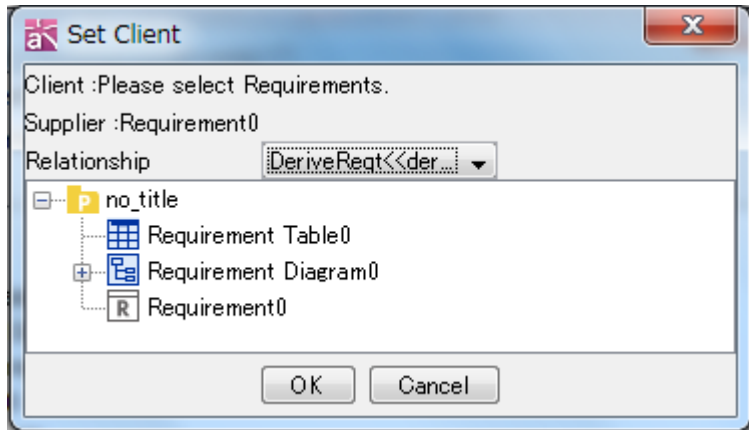 Set Client
Client :Please select Requirements.
Supplier :Requirement0
Relationship DeriveReqt<<der...
no_title
Requirement Table0
Requirement Diagram0
R Requirement0
OK Cancel